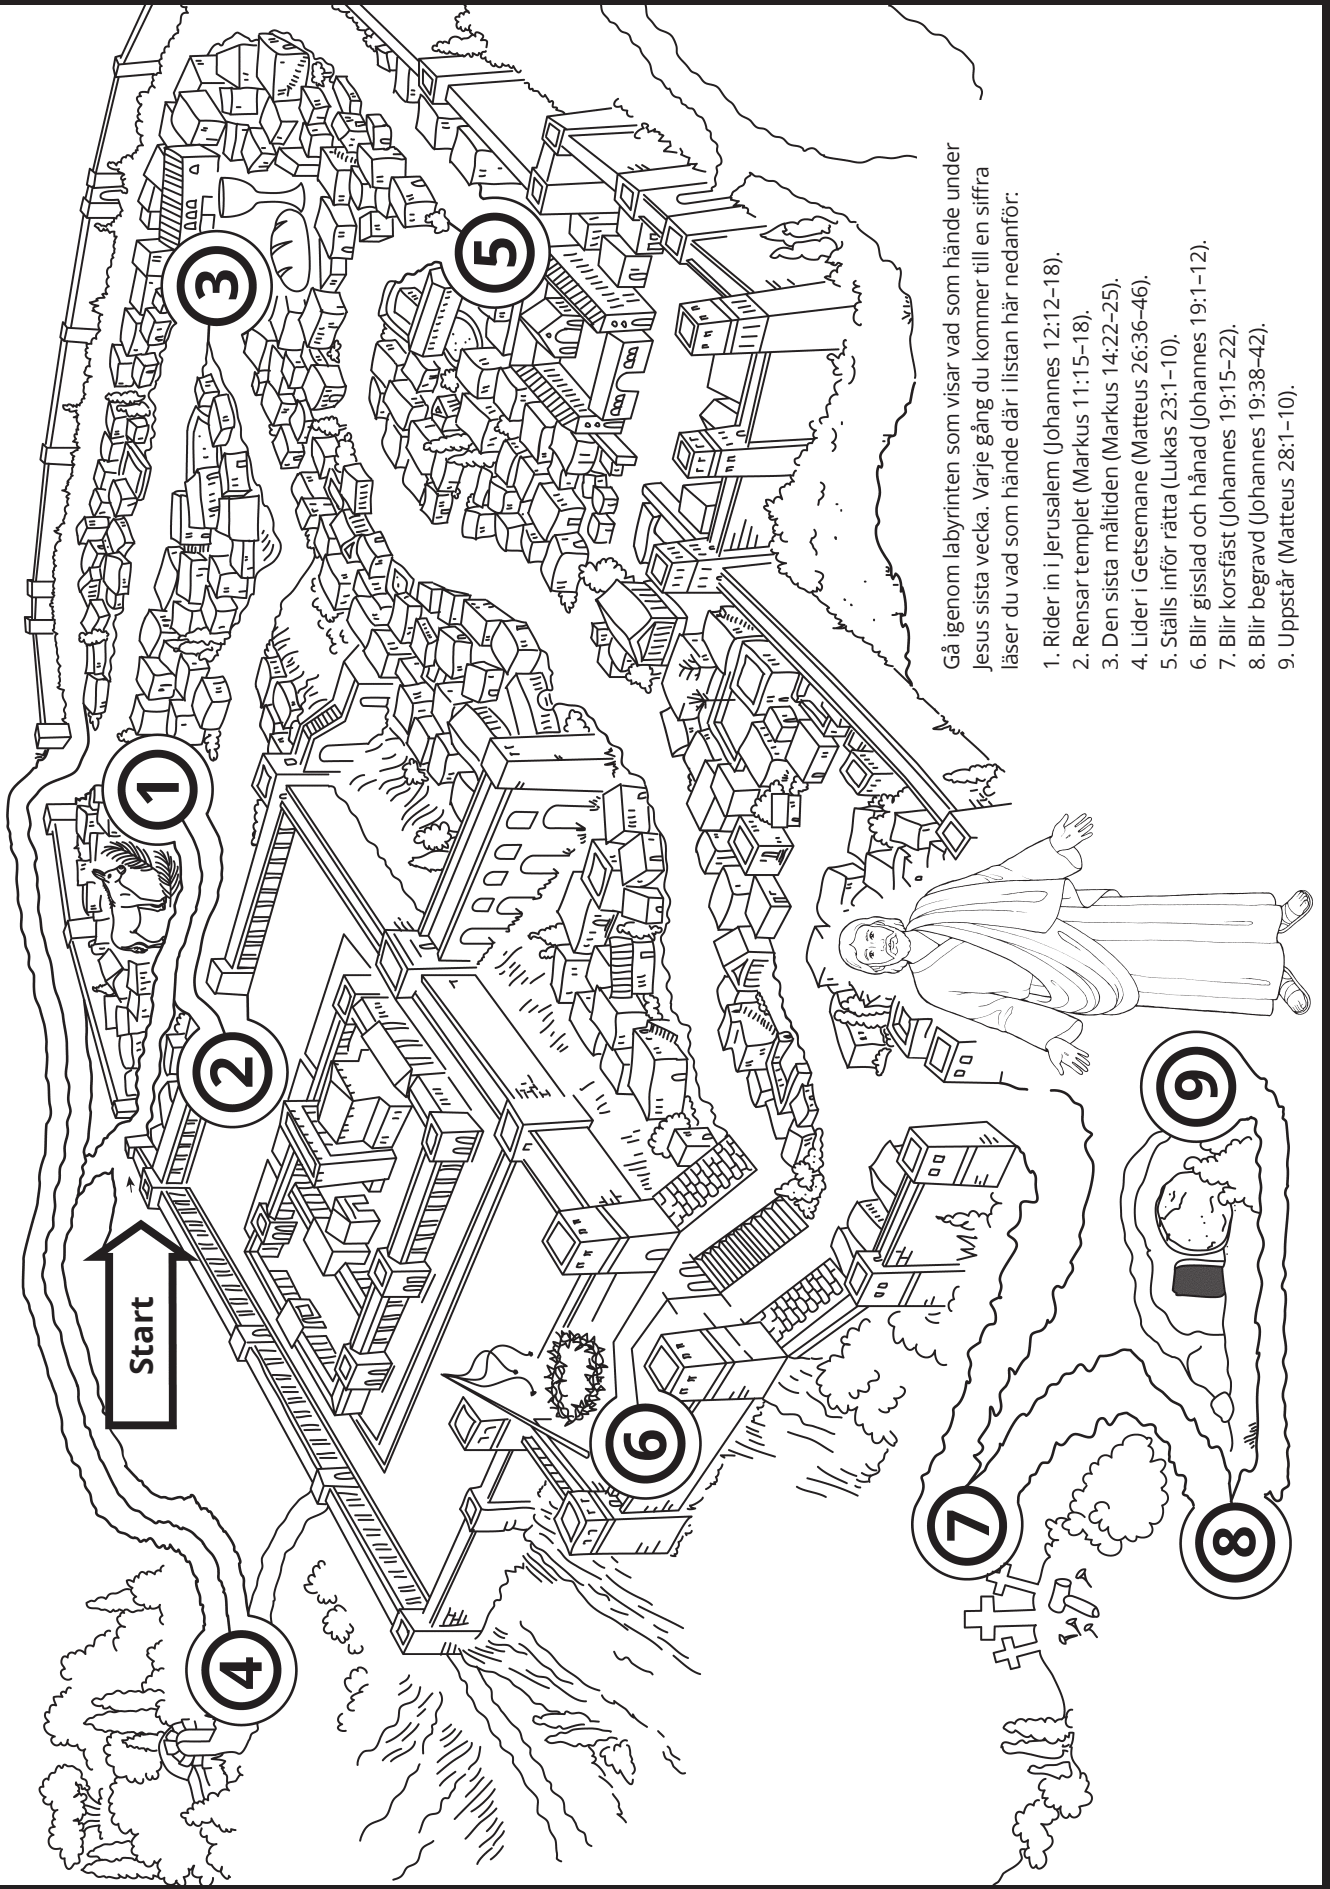 Gå igenom labyrinten som visar vad som hände under
Jesus sista vecka. Varje gång du kommer till en siffra
läser du vad som hände där i listan här nedanför:
1. Rider in i Jerusalem (Johannes 12:12–18).
2. Rensar templet (Markus 11:15–18).
3. Den sista måltiden (Markus 14:22–25).
4. Lider i Getsemane (Matteus 26:36–46).
5. Ställs inför rätta (Lukas 23:1–10).
6. Blir gisslad och hånad (Johannes 19:1–12).
7. Blir korsfäst (Johannes 19:15–22).
8. Blir begravd (Johannes 19:38–42).
9. Uppstår (Matteus 28:1–10).
Start
1
2
3
4
5
6
7
8
9